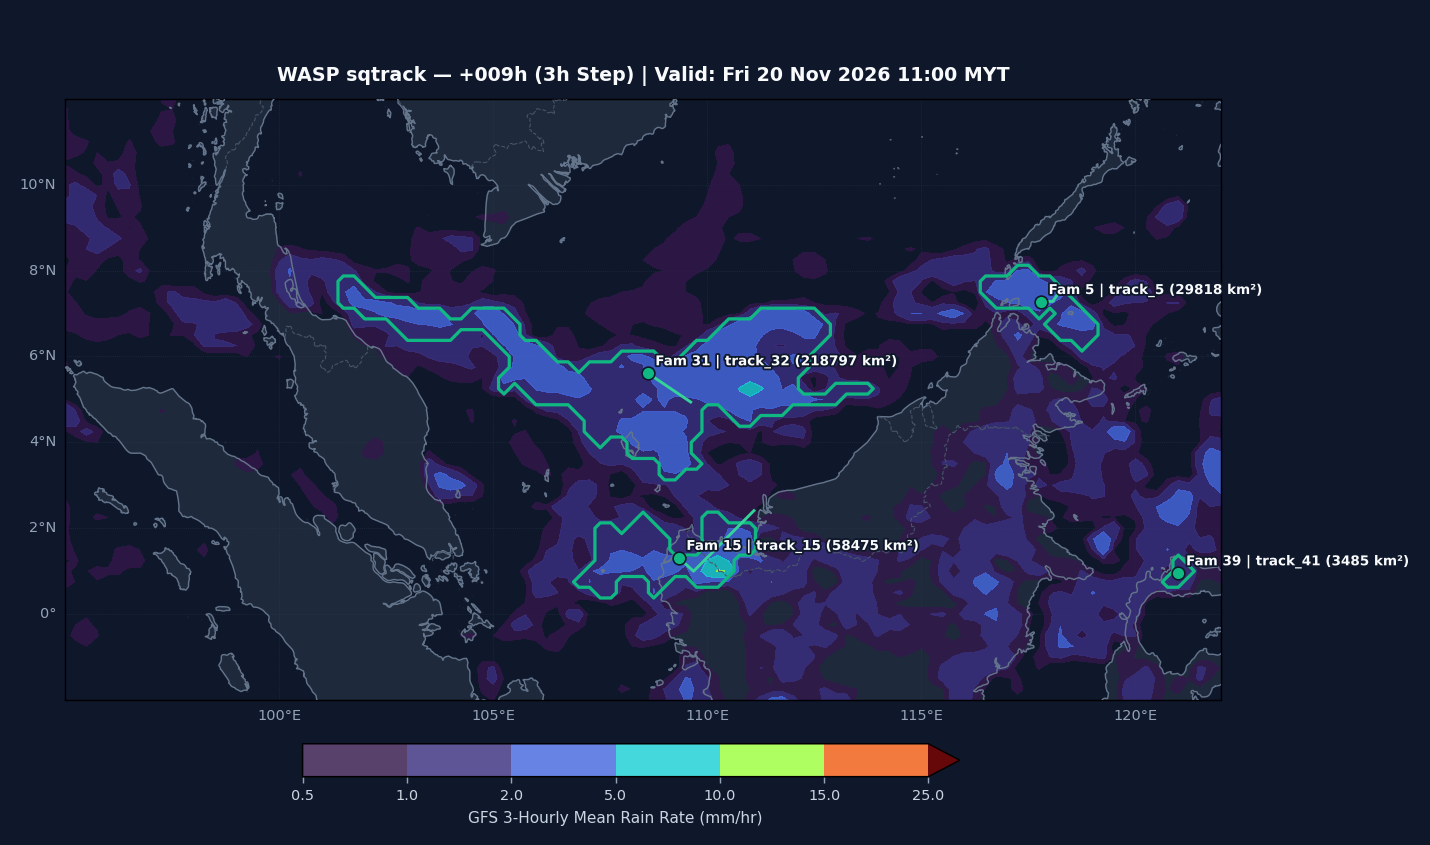 WASP sqtrack — +009h (3h Step) | Valid: Fri 20 Nov 2026 11:00 MYT
10°N
8°N
6°N
4°N
2°N
0°
Fam 5 | track_5 (29818 km²)
Fam 31 | track_32 (218797 km²)
Fam 15 | track_15 (58475 km²)
Fam 39 | track_41 (3485 km²)
100°E 105°E 110°E 115°E 120°E
0.5 1.0 2.0 5.0 10.0 15.0 25.0
GFS 3-Hourly Mean Rain Rate (mm/hr)